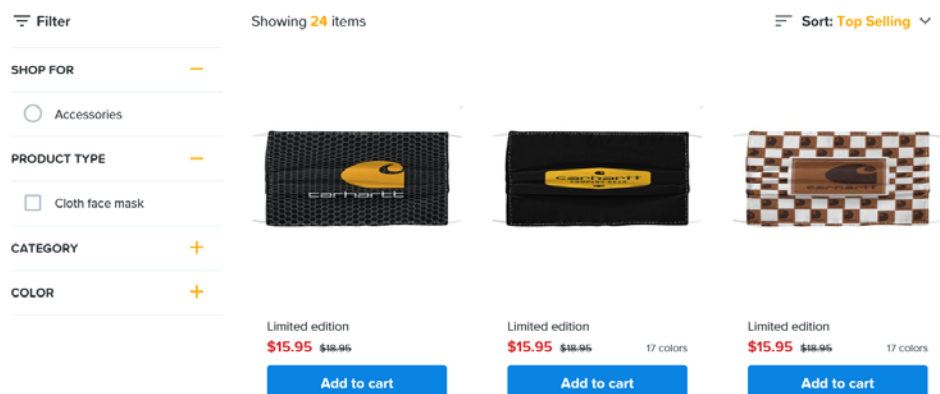 Filter
Showing 24 items
Sort: Top Selling
SHOP FOR
Accessories
PRODUCT TYPE
Cloth face mask
CATEGORY
COLOR
carhartt
carhartt
carhartt
Limited edition
$15.95 $18.95
Add to cart
Limited edition
$15.95 $18.95 17 colors
Add to cart
Limited edition
$15.95 $18.95 17 colors
Add to cart